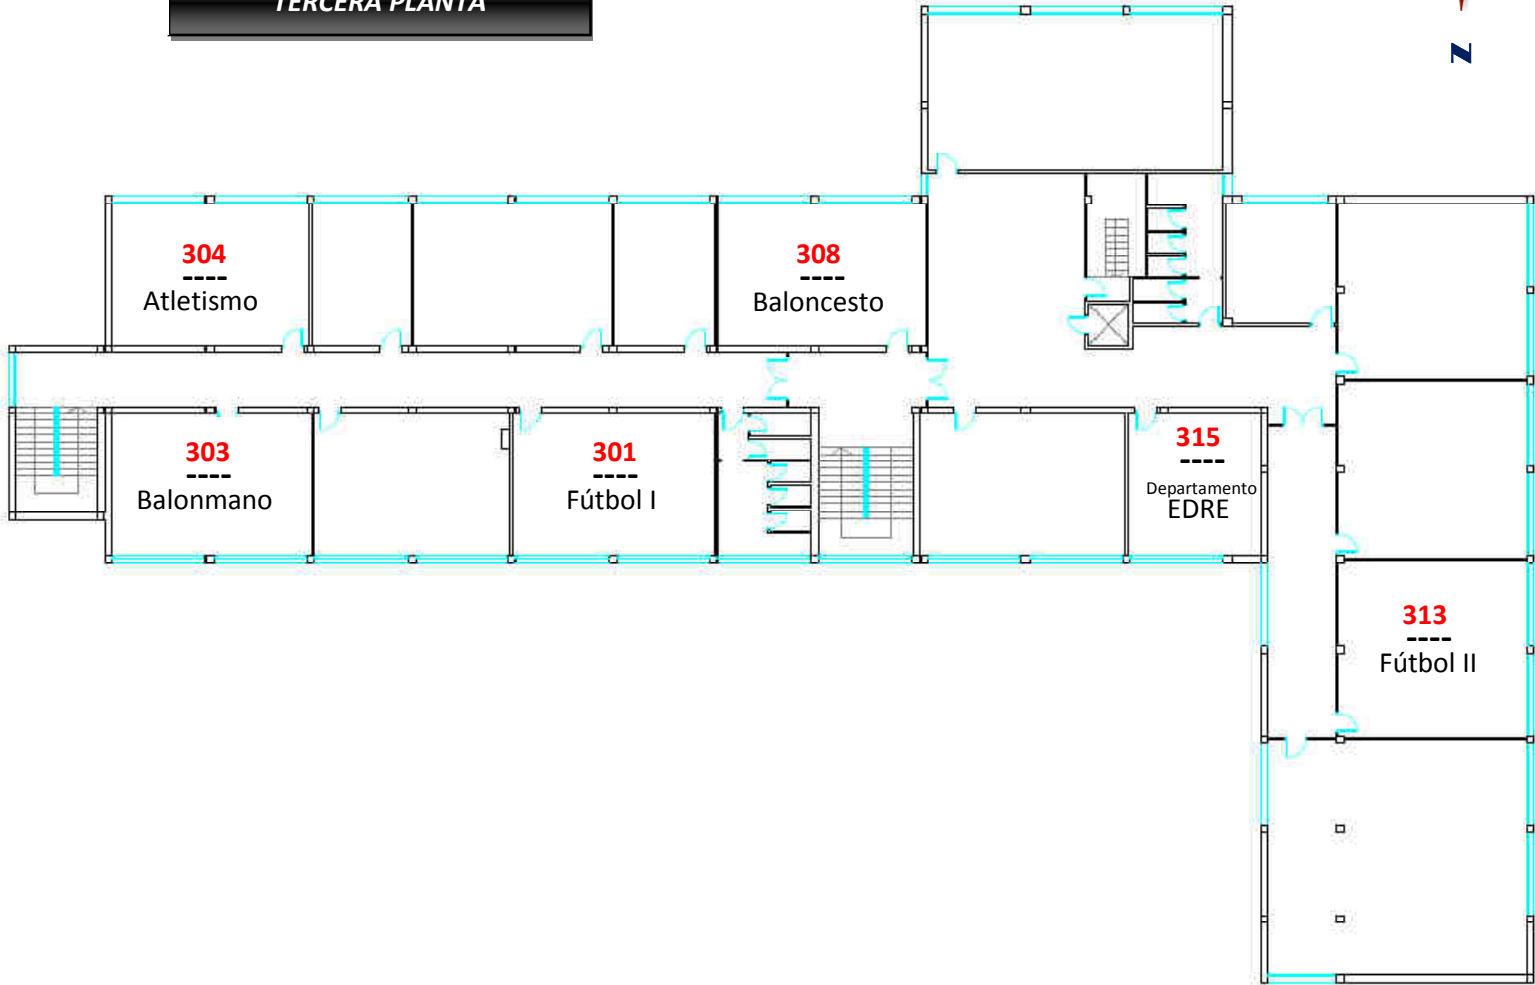 TERCERA PLANTA
N
304
----
Atletismo
308
----
Baloncesto
303
----
Balonmano
301
----
Fútbol I
315
----
Departamento
EDRE
313
----
Fútbol II